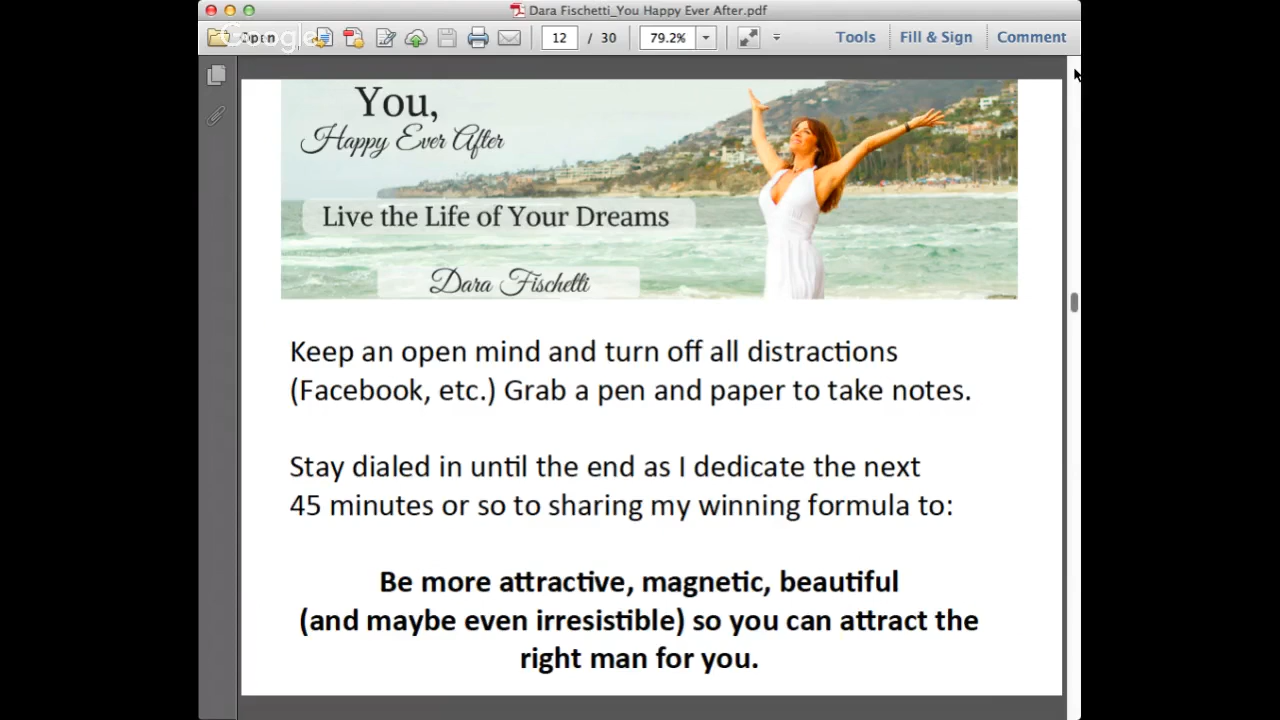 Dara Fischetti_You Happy Ever After.pdf
Google
Open
12 / 30
79.2%
Tools
Fill & Sign
Comment
You,
Happy Ever After
Live the Life of Your Dreams
Dara Fischetti
Keep an open mind and turn off all distractions
(Facebook, etc.) Grab a pen and paper to take notes.
Stay dialed in until the end as I dedicate the next
45 minutes or so to sharing my winning formula to:
Be more attractive, magnetic, beautiful
(and maybe even irresistible) so you can attract the
right man for you.